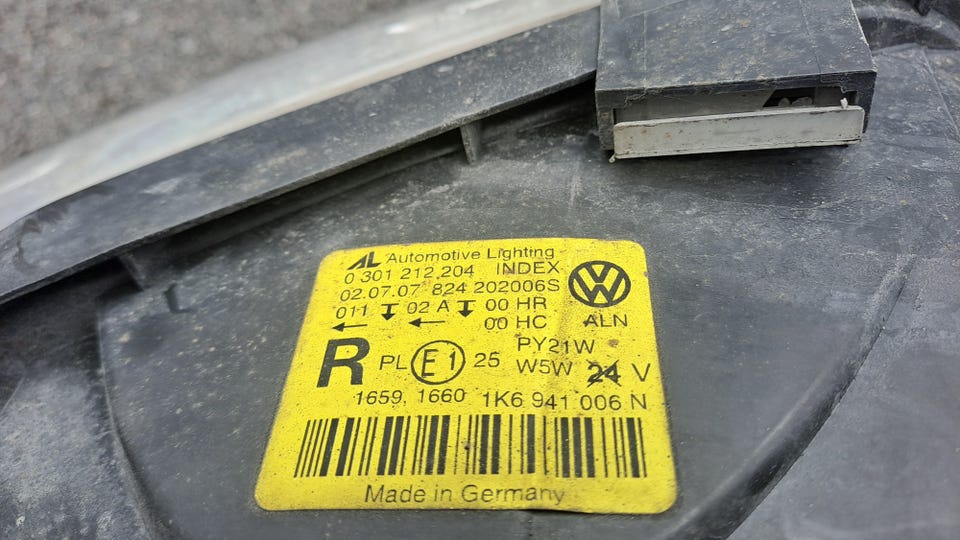 AL Automotive Lighting
0 301 212 204 INDEX
02.07.07 824 202006S
VW
011 02 A 00 HR
00 HC ALN
R PL E1 25 PY21W
W5W 24 V
1659, 1660 1K6 941 006 N
Made in Germany